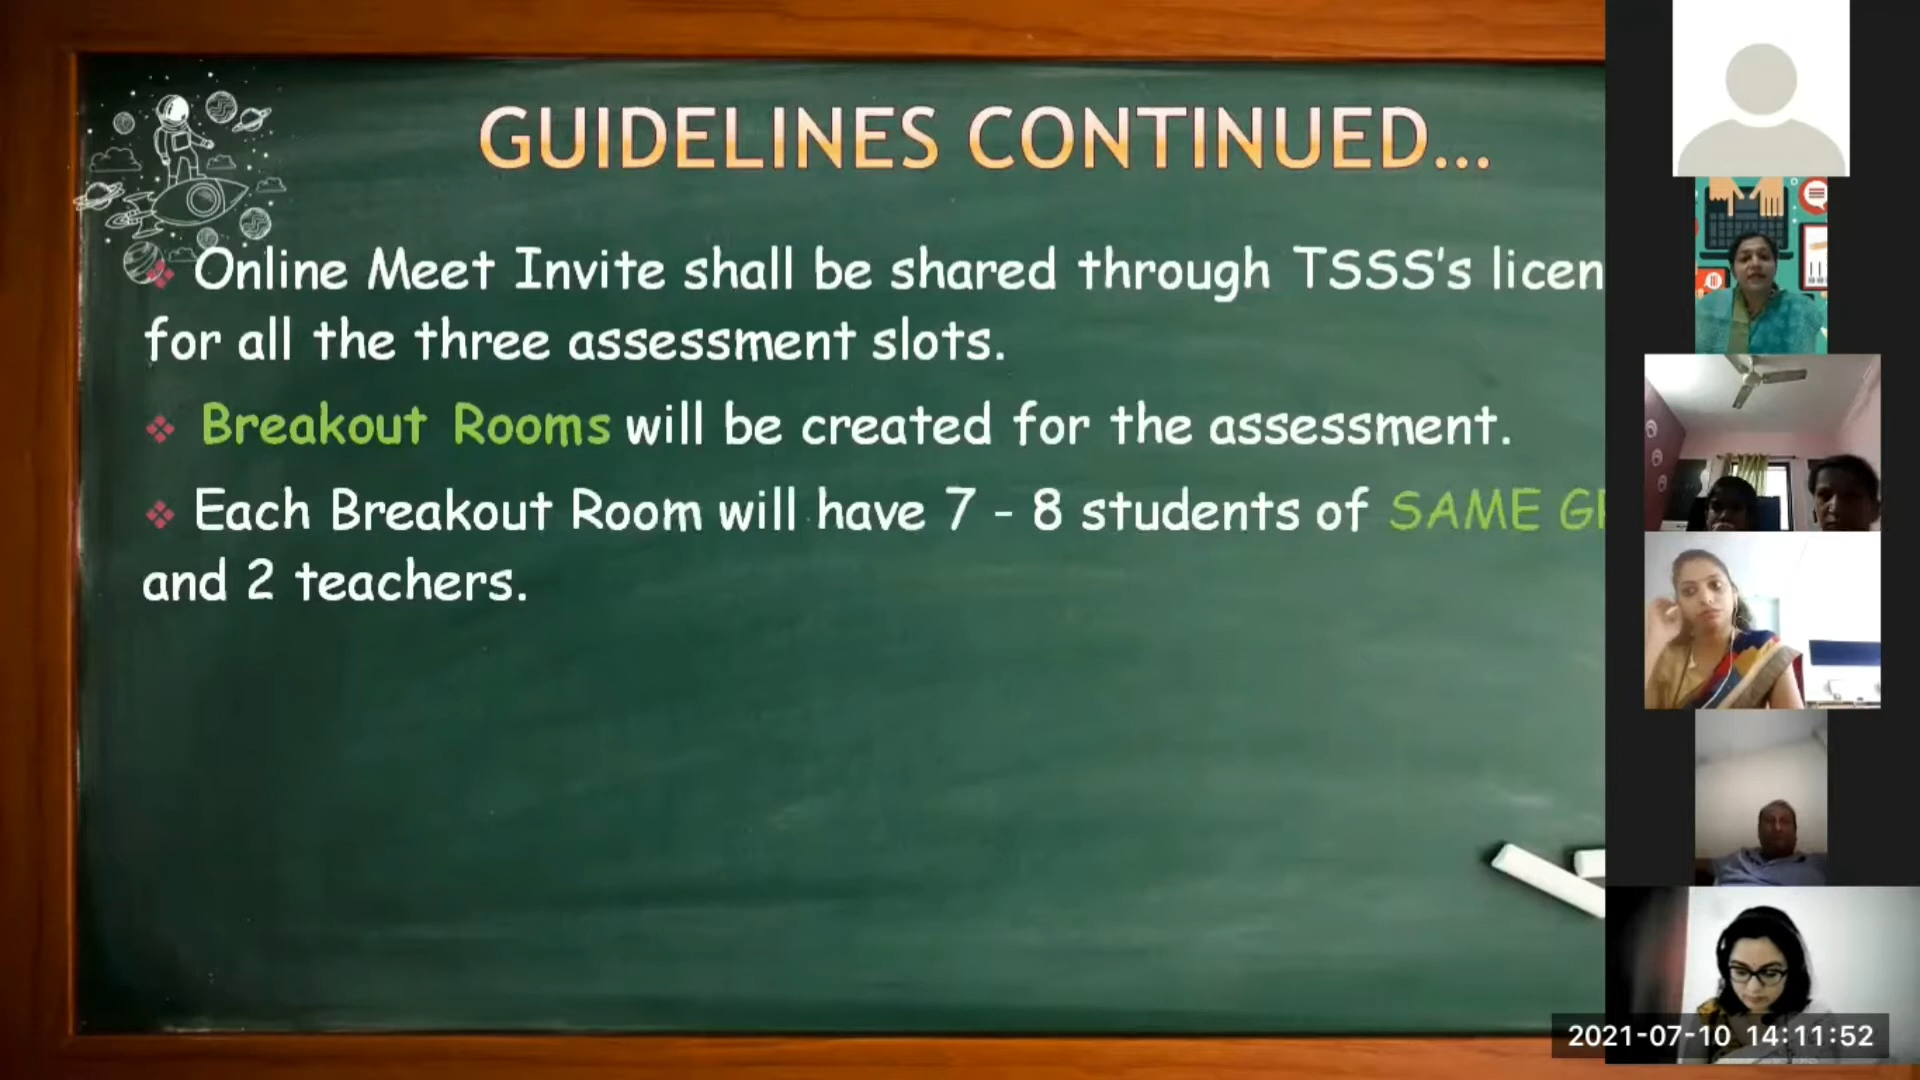 GUIDELINES CONTINUED...
Online Meet Invite shall be shared through TSSS's
for all the three assessment slots.
Breakout Rooms will be created for the assessment.
Each Breakout Room will have 7 - 8 students of SAME
and 2 teachers.
2021-07-10 14:11:52